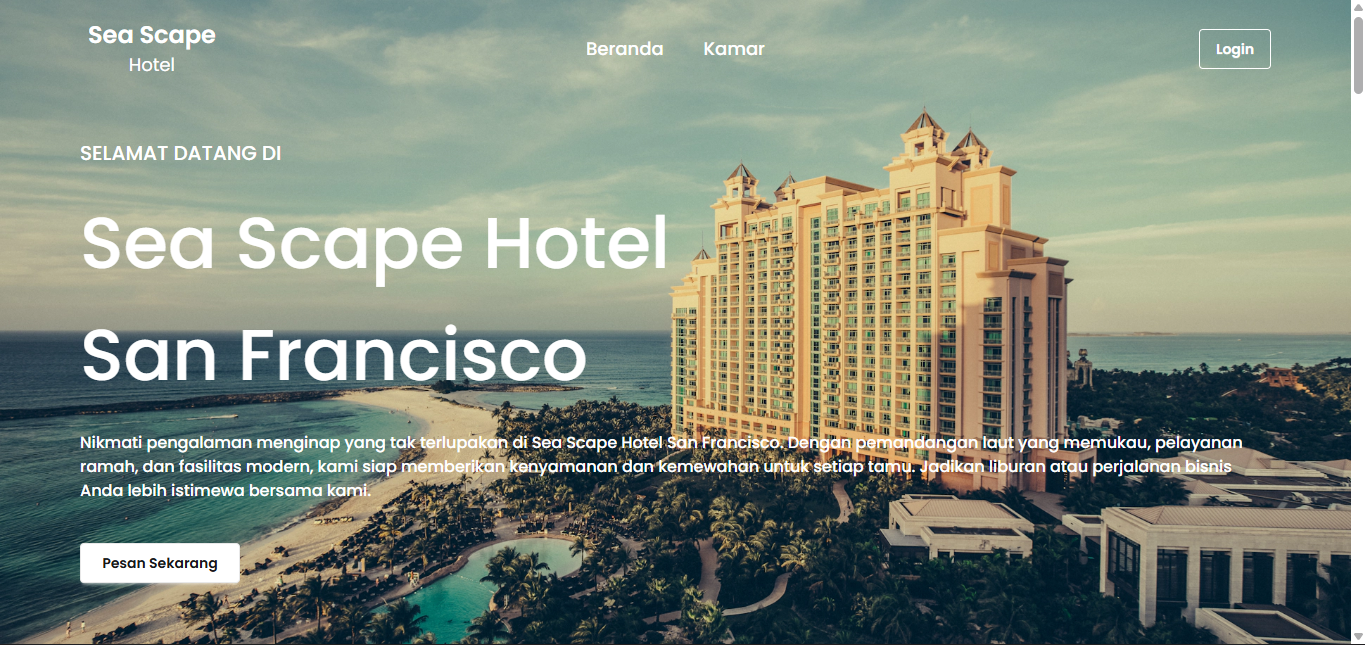 Sea Scape
Hotel
Beranda
Kamar
Login
SELAMAT DATANG DI
Sea Scape Hotel
San Francisco
Nikmati pengalaman menginap yang tak terlupakan di Sea Scape Hotel San Francisco. Dengan pemandangan laut yang memukau, pelayanan
ramah, dan fasilitas modern, kami siap memberikan kenyamanan dan kemewahan untuk setiap tamu. Jadikan liburan atau perjalanan bisnis
Anda lebih istimewa bersama kami.
Pesan Sekarang